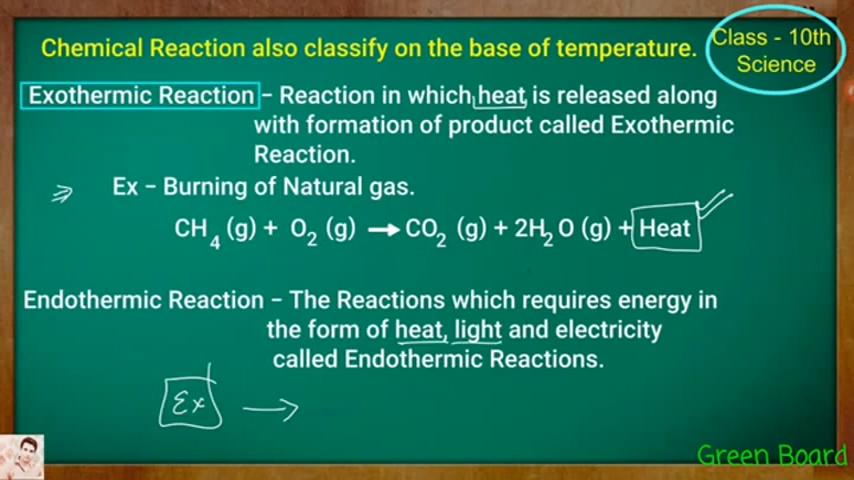 Chemical Reaction also classify on the base of temperature.
Class - 10th
Science
Exothermic Reaction - Reaction in which heat is released along
with formation of product called Exothermic
Reaction.
Ex - Burning of Natural gas.
CH₄ (g) + O₂ (g) → CO₂ (g) + 2H₂O (g) + Heat
Endothermic Reaction - The Reactions which requires energy in
the form of heat, light and electricity
called Endothermic Reactions.
Ex →
Green Board